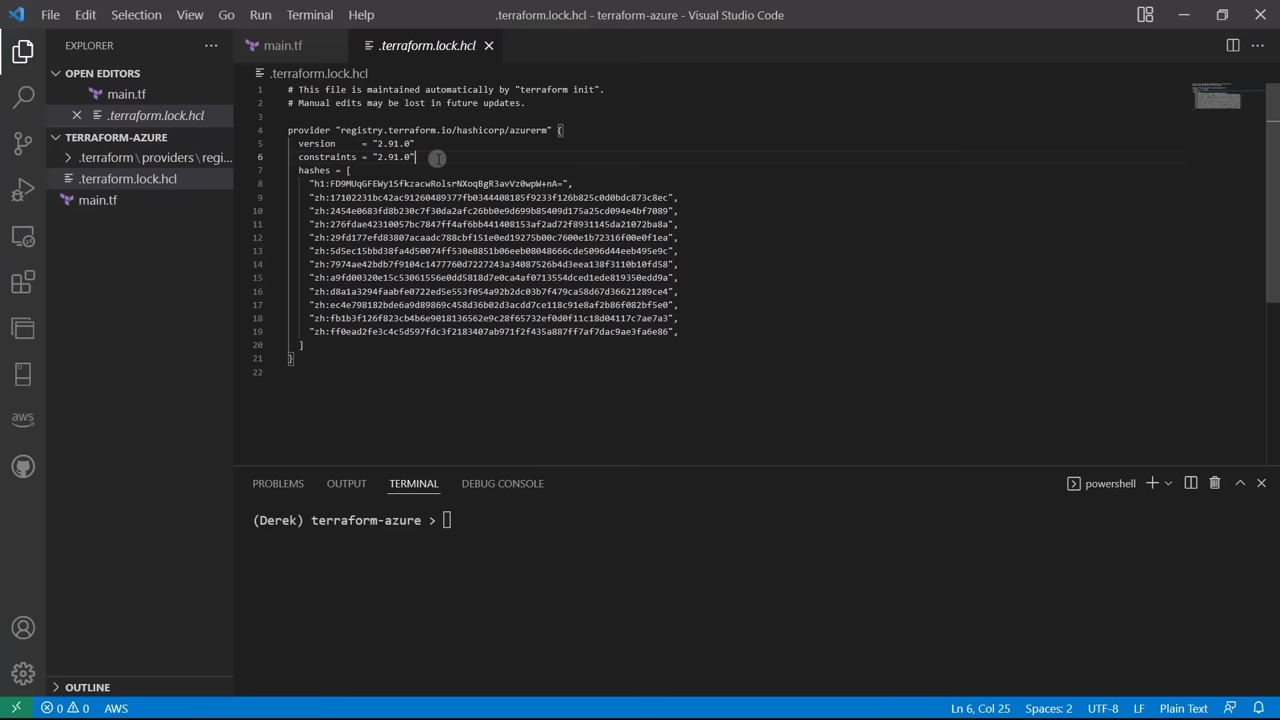 File Edit Selection View Go Run Terminal Help
.terraform.lock.hcl - terraform-azure - Visual Studio Code
EXPLORER
OPEN EDITORS
main.tf
.terraform.lock.hcl
TERRAFORM-AZURE
.terraform\providers\regi...
.terraform.lock.hcl
main.tf
OUTLINE
main.tf
.terraform.lock.hcl
.terraform.lock.hcl
1 # This file is maintained automatically by "terraform init".
2 # Manual edits may be lost in future updates.
3
4 provider "registry.terraform.io/hashicorp/azurerm" {
5 version = "2.91.0"
6 constraints = "2.91.0"
7 hashes = [
8 "h1:FD9MUqGFEWy1SfkzacwRolsrNXoqBgR3avVz0wpW+nA=",
9 "zh:17102231bc42ac91260489377fb0344408185f9233f126b825c0d0bdc873c8ec",
10 "zh:2454e0683fd8b230c7f30da2afc26bb0e9d699b85409d175a25cd094e4bf7089",
11 "zh:276fdae42310057bc7847ff4af6bb441408153af2ad72f8931145da21072ba8a",
12 "zh:29fd177efd83807acaadc788cbf151e0ed19275b00c7600e1b72316f00e0f1ea",
13 "zh:5d5ec15bbd38fa4d50074ff530e8851b06eeb08048666cde5096d44eeb495e9c",
14 "zh:7974ae42bdb7f9104c1477760d7227243a34087526b4d3eea138f3110b10fd58",
15 "zh:a9fd00320e15c53061556e0dd5818d7e0ca4af0713554dced1ede819350edd9a",
16 "zh:d8a1a3294faabfe0722ed5e553f054a92b2dc03b7f479ca58d67d36621289ce4",
17 "zh:ec4e798182bde6a9d89869c458d36b02d3acdd7ce118c91e8af2b86f082bf5e0",
18 "zh:fb1b3f126f823cb4b6e9018136562e9c28f65732ef0d0f11c18d04117c7ae7a3",
19 "zh:ff0ead2fe3c4c5d597fdc3f2183407ab971f2f435a887ff7af7dac9ae3fa6e86",
20 ]
21 }
22
PROBLEMS OUTPUT TERMINAL DEBUG CONSOLE
powershell
(Derek) terraform-azure >
aws
0 0 AWS
Ln 6, Col 25 Spaces: 2 UTF-8 LF Plain Text